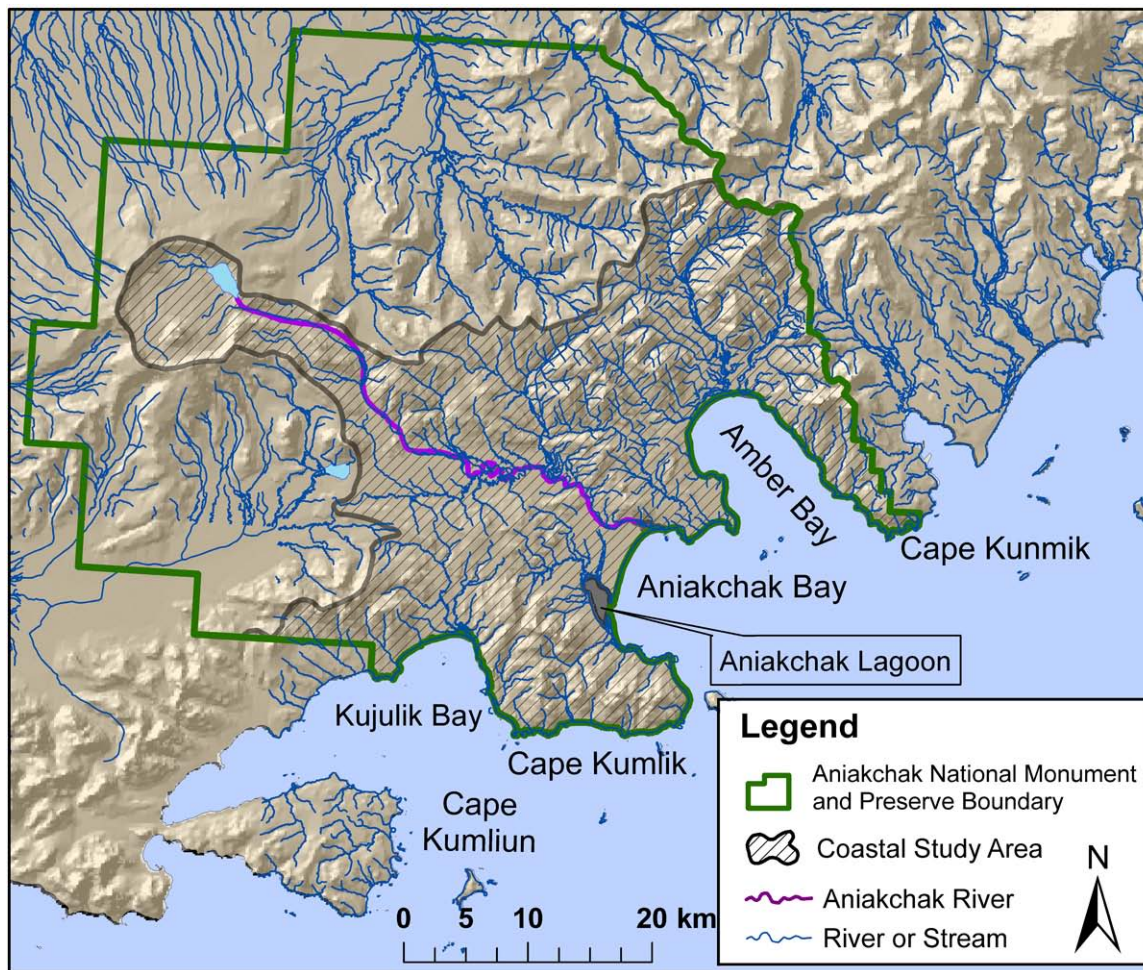 Amber Bay
Cape Kunmik
Aniakchak Bay
Aniakchak Lagoon
Kujulik Bay
Cape Kumlik
Cape
Kumliun
0 5 10 20 km
Legend
Aniakchak National Monument
and Preserve Boundary
Coastal Study Area
Aniakchak River
River or Stream
N